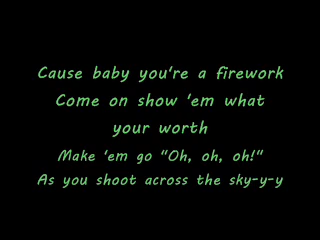 Cause baby you're a firework
Come on show 'em what
your worth
Make 'em go "Oh, oh, oh!"
As you shoot across the sky-y-y